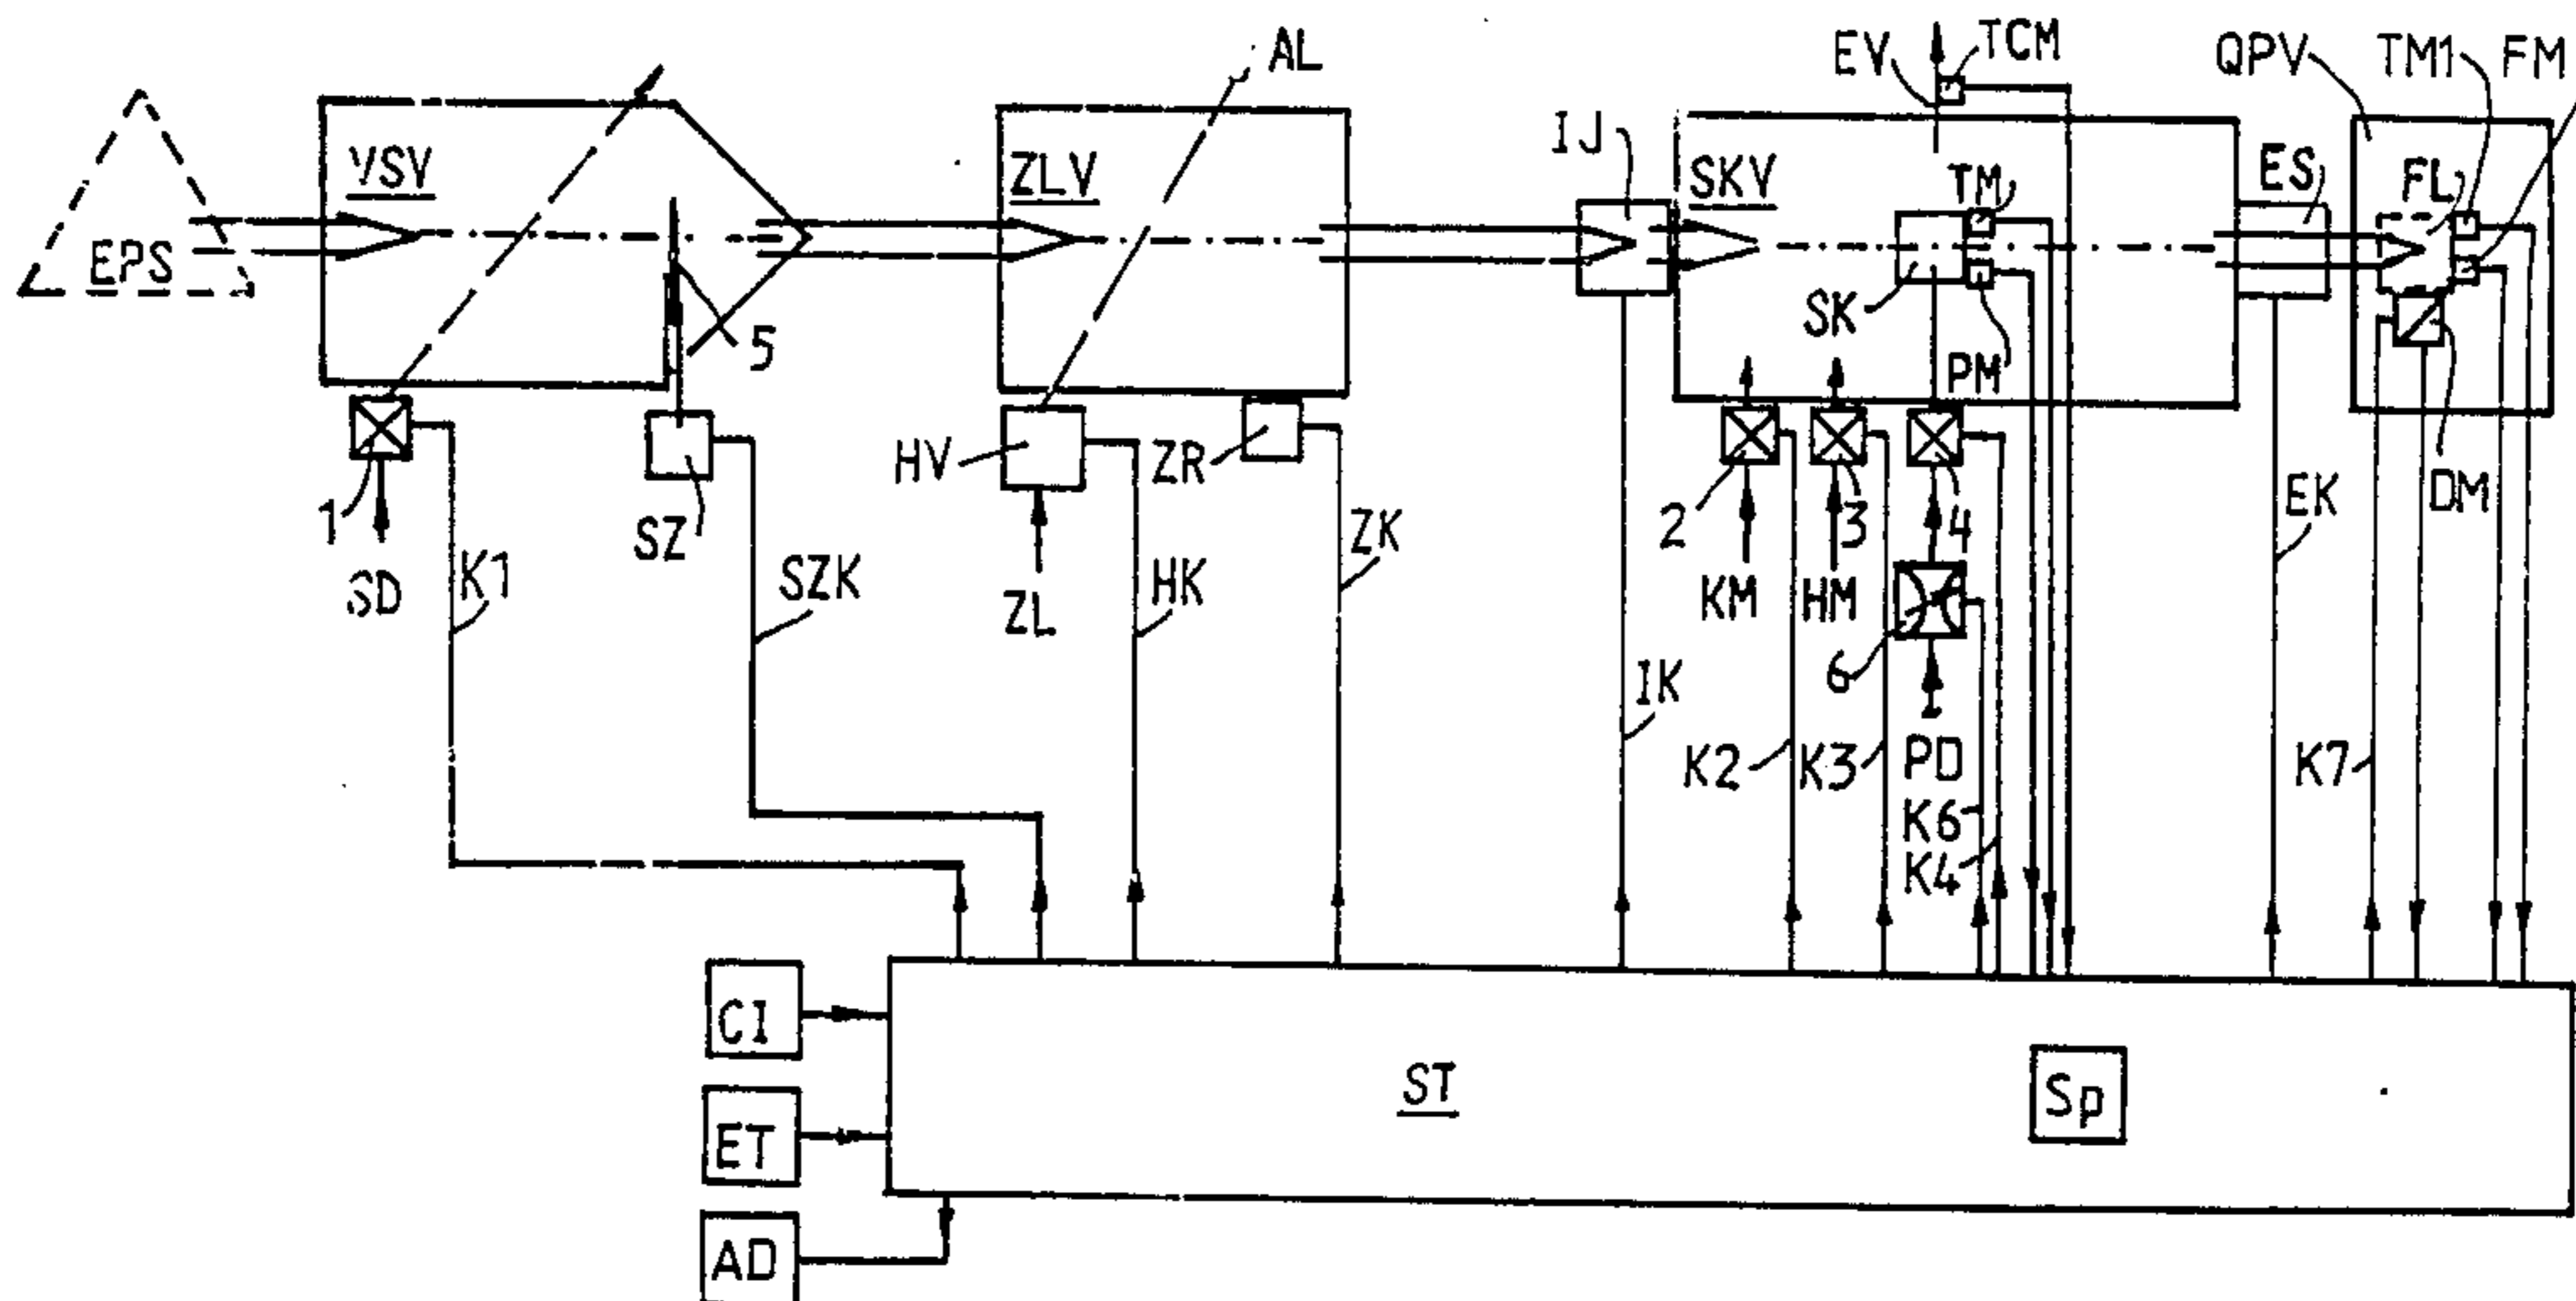 AL
EV
TCM
QPV
TM1
FM
IJ
VSV
ZLV
SKV
TM
ES
FL
EPS
SK
PM
5
1
SD
K1
SZ
SZK
HV
ZL
HK
ZR
ZK
IK
2
KM
3
HM
4
6
PD
K2
K3
K6
K4
EK
DM
K7
CI
ET
AD
ST
Sp